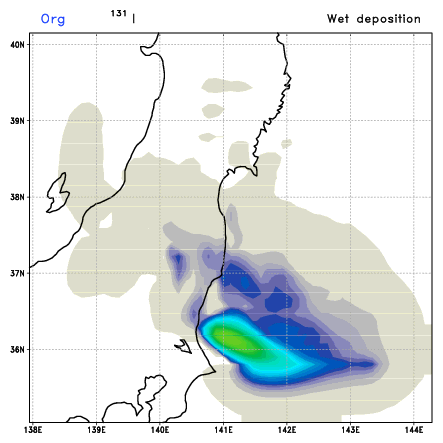 Org 131 I Wet deposition
40N
39N
38N
37N
36N
138E 139E 140E 141E 142E 143E 144E